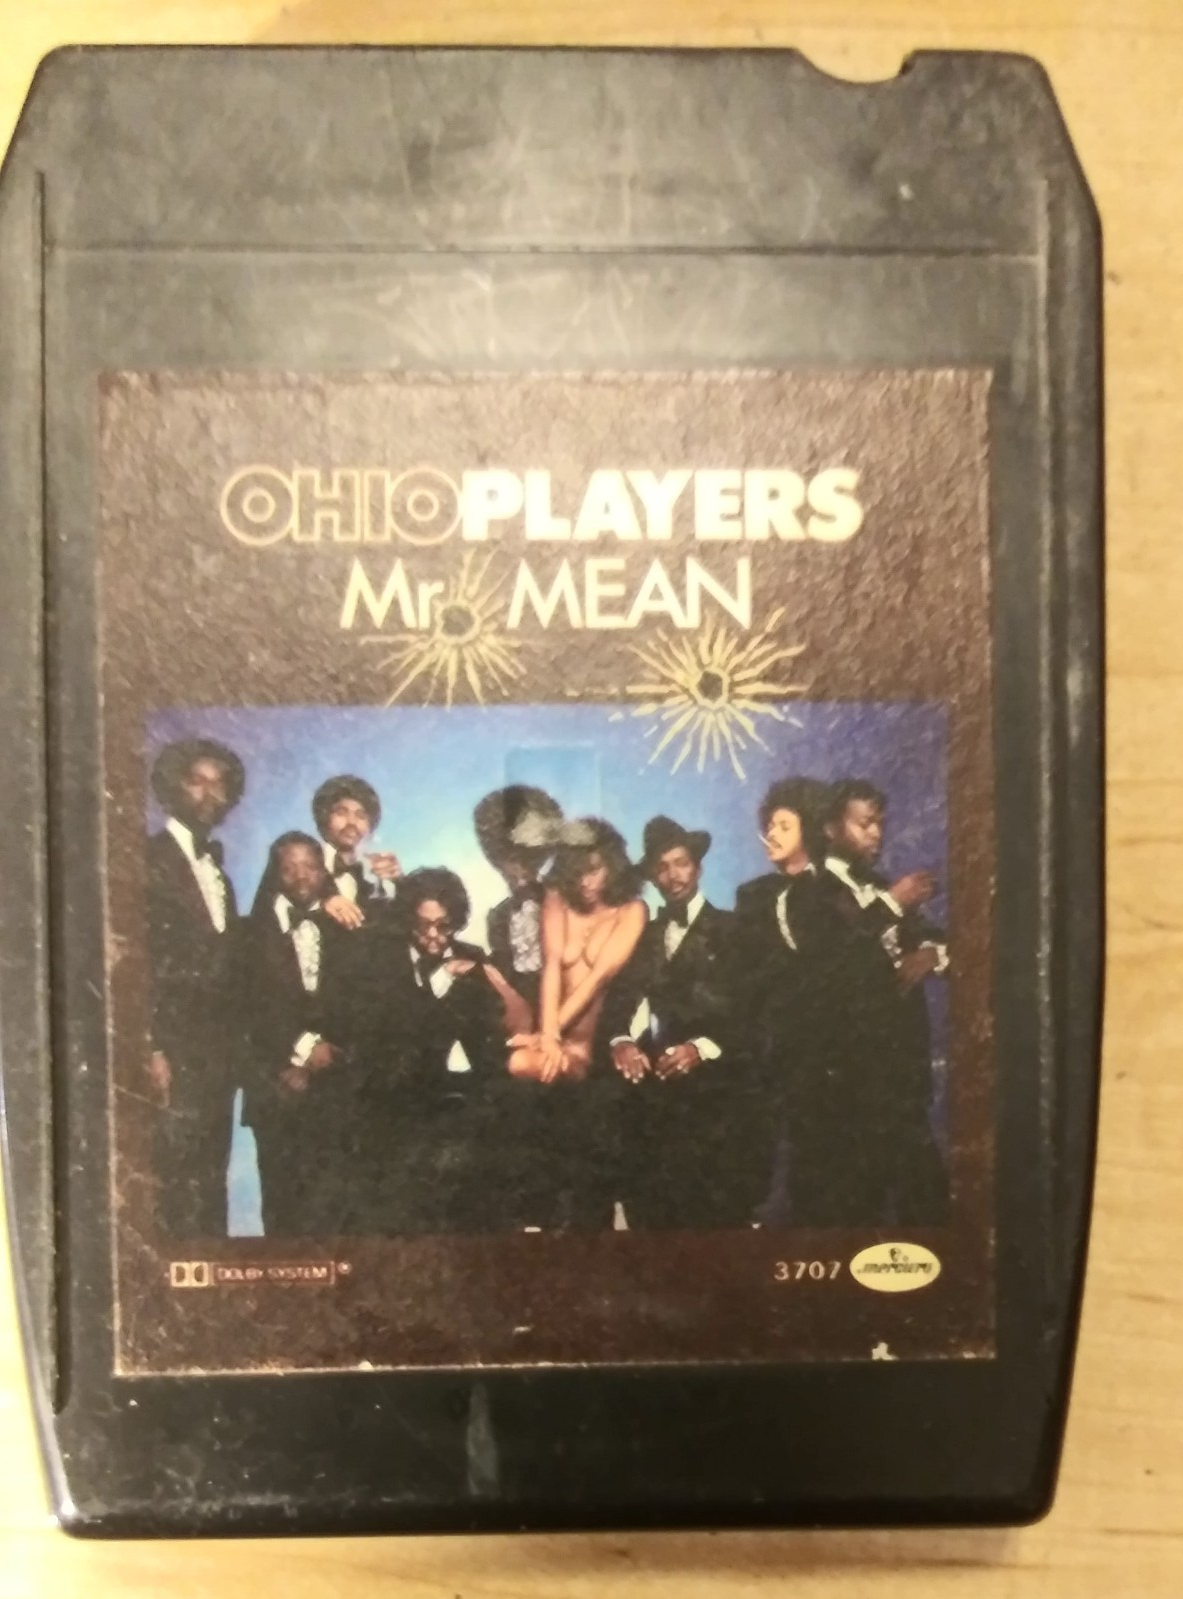 OHIOPLAYERS
Mr. MEAN
DOLBY SYSTEM®
3707 mercury